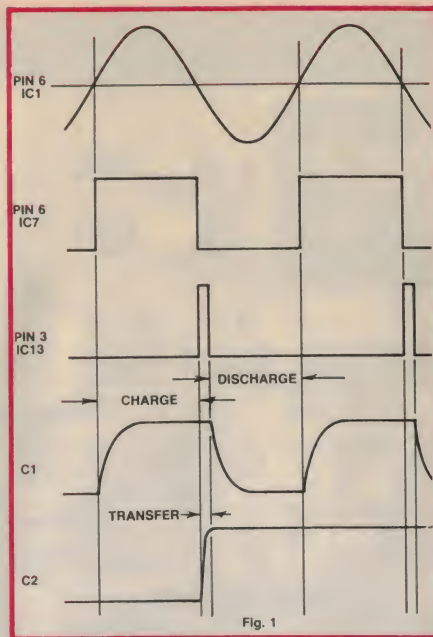 PIN 6
IC1
PIN 6
IC7
PIN 3
IC13
DISCHARGE
CHARGE
C1
TRANSFER
C2
Fig. 1